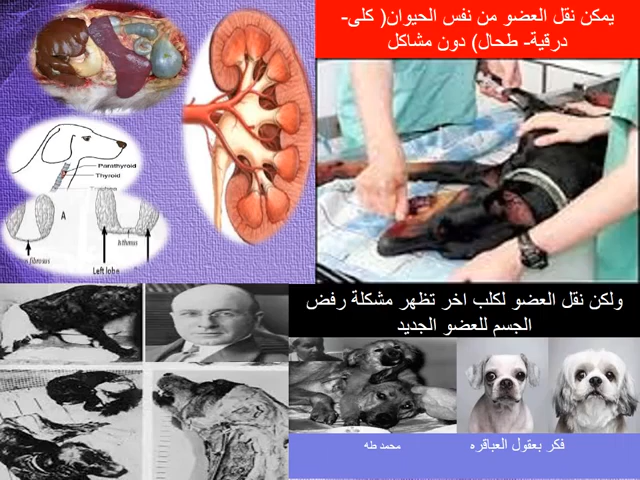 يمكن نقل العضو من نفس الحيوان( كلى-
درقية- طحال) دون مشاكل
Parathyroid
Thyroid
A
Isthmus
Left lobe
ولكن نقل العضو لكلب اخر تظهر مشكلة رفض
الجسم للعضو الجديد
فكر بعقول العباقره
محمد طه